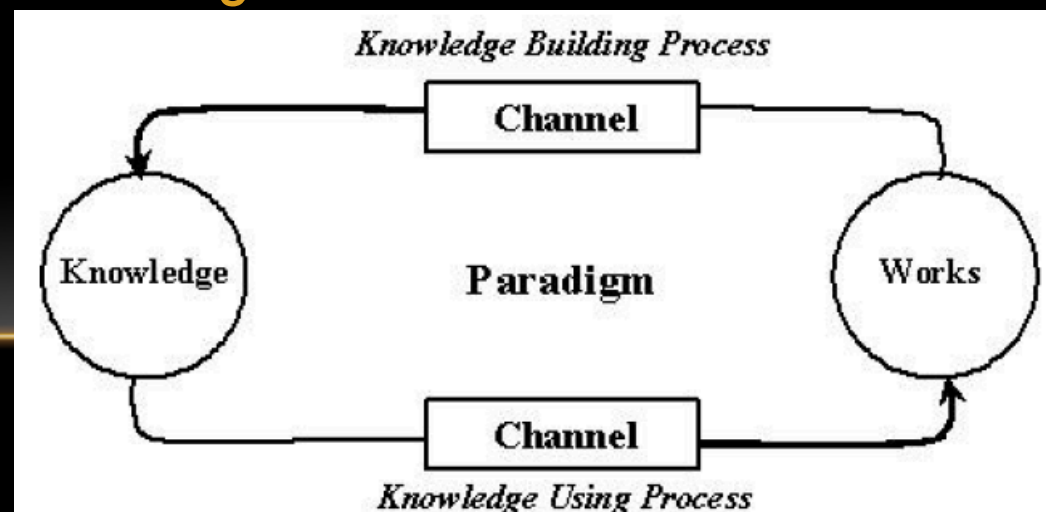 Knowledge Building Process
Channel
Knowledge
Paradigm
Works
Channel
Knowledge Using Process